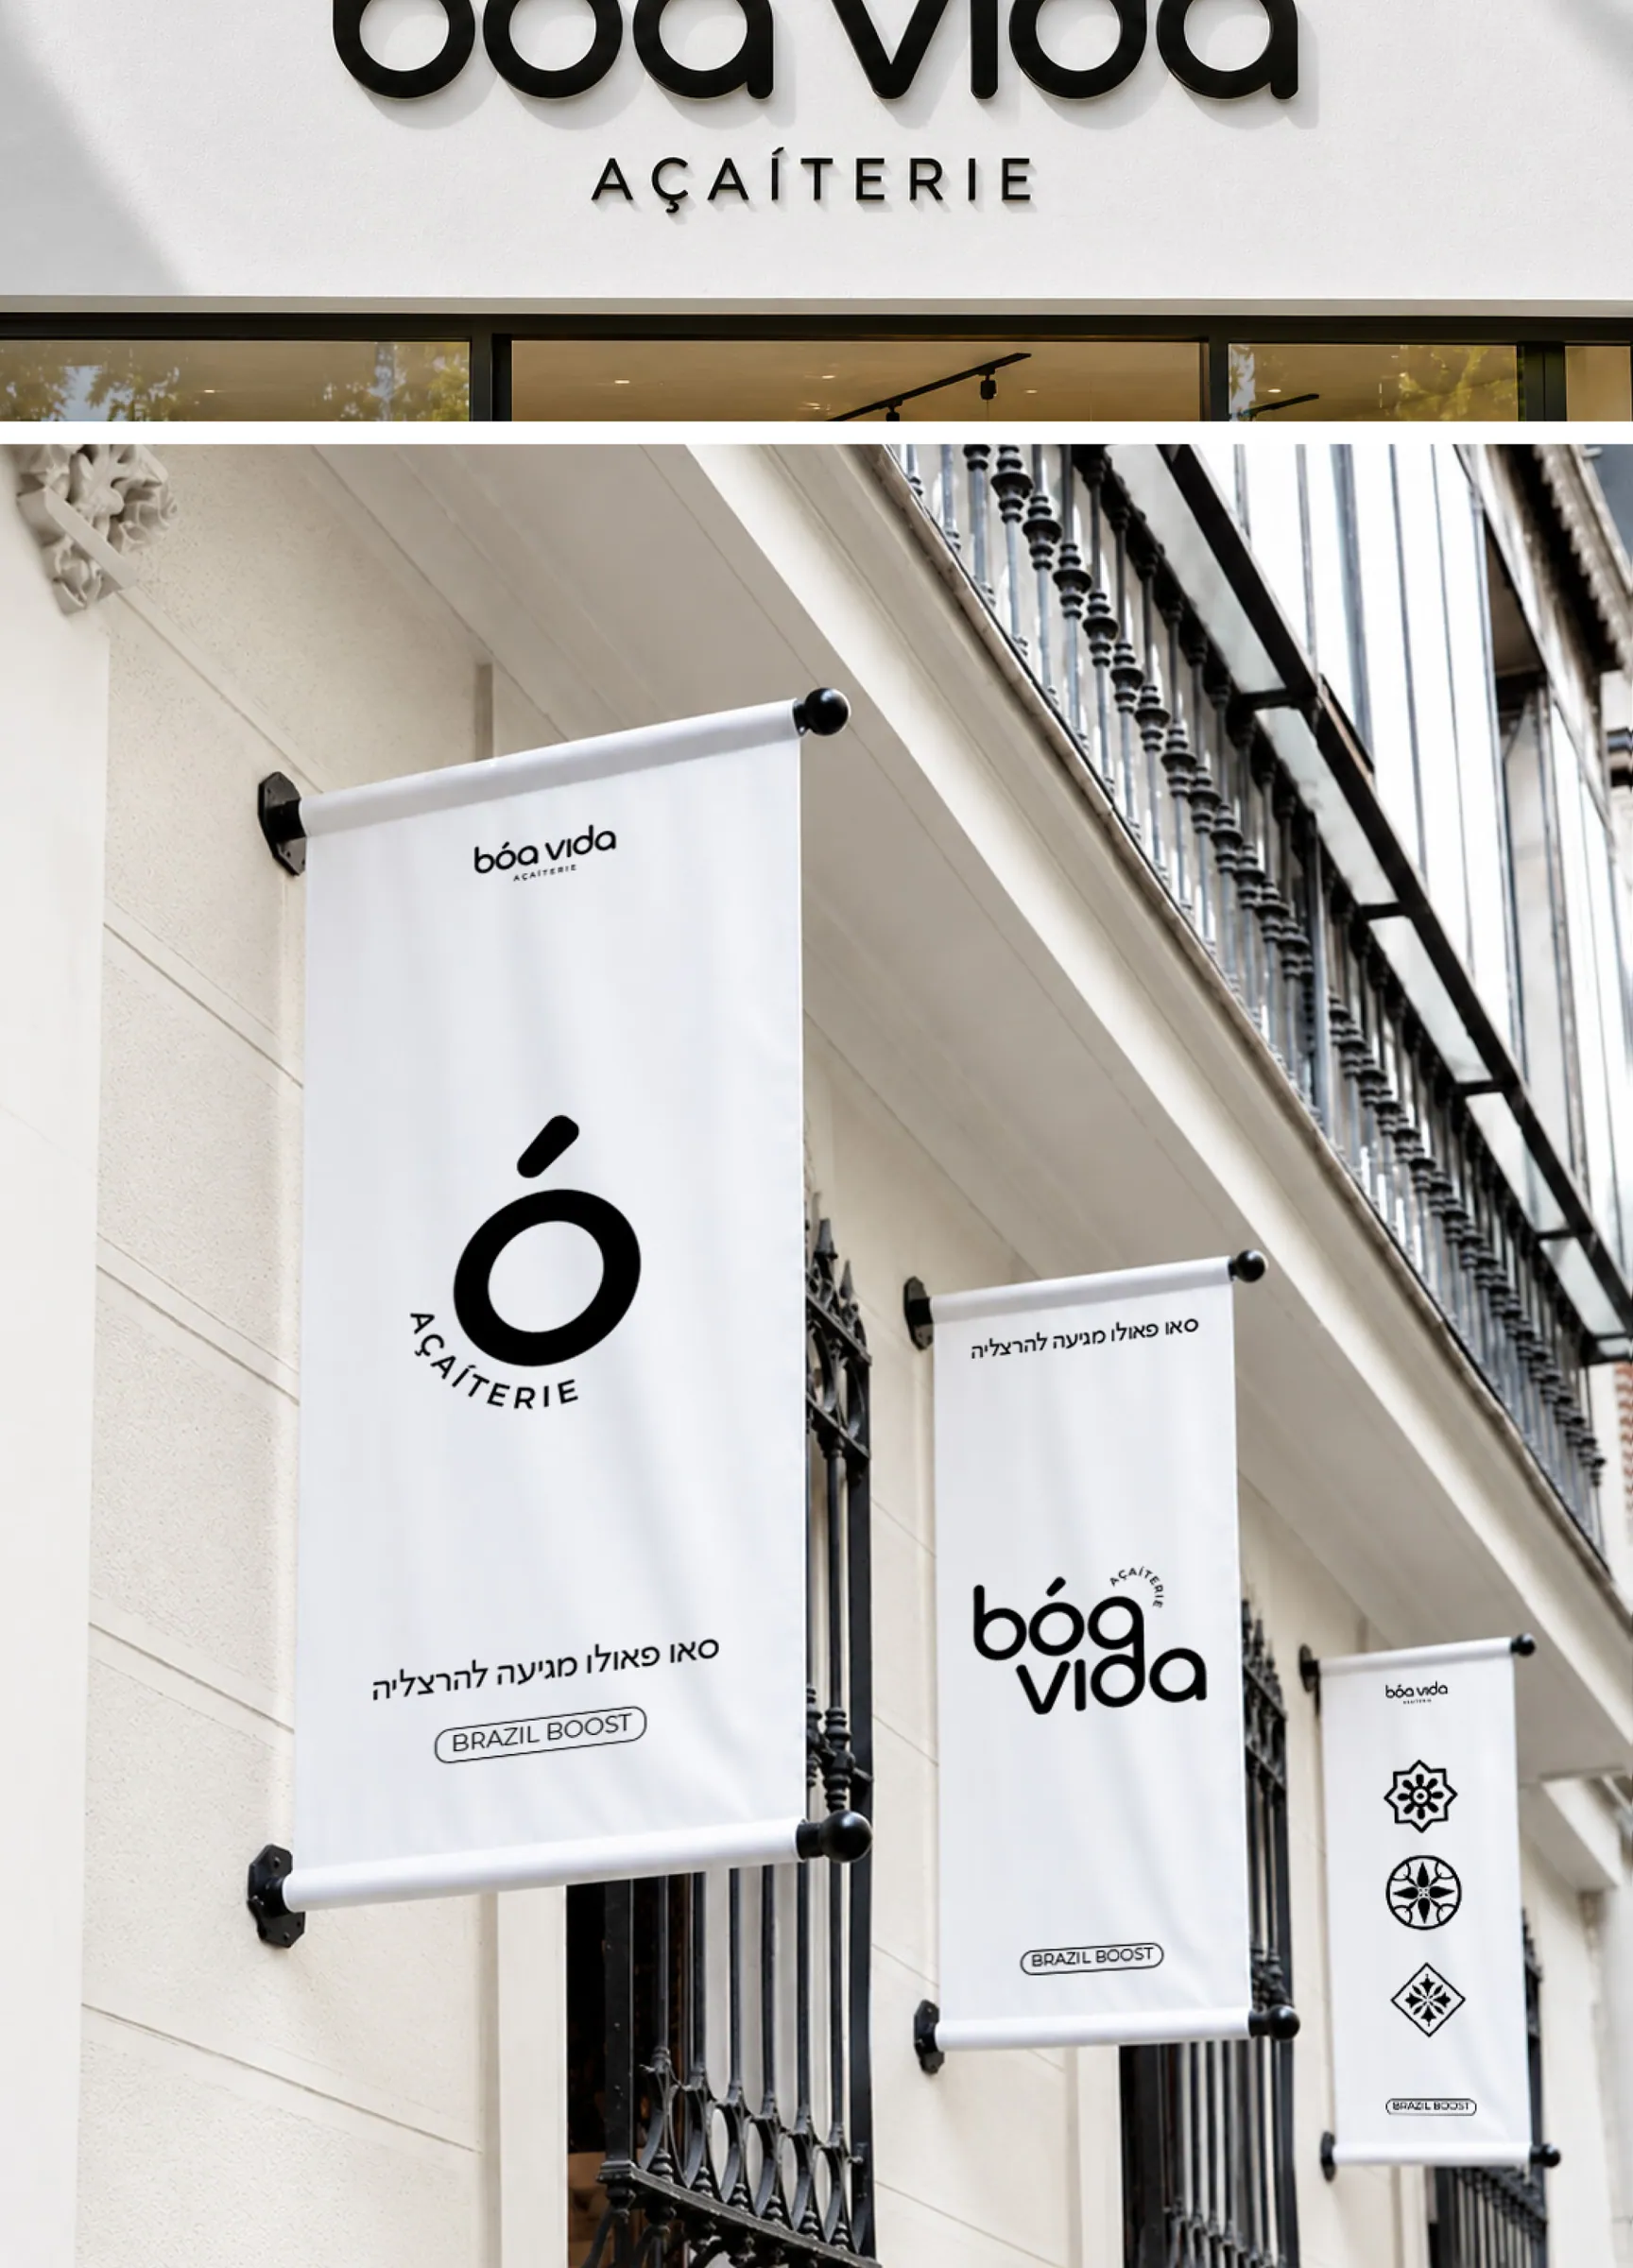 bóa vida
AÇAÍTERIE
bóa vida
AÇAÍTERIE
Ó
AÇAÍTERIE
סאו פאולו מגיעה להרצליה
BRAZIL BOOST
סאו פאולו מגיעה להרצליה
AÇAÍTERIE
bóa
vida
BRAZIL BOOST
bóa vida
AÇAÍTERIE
BRAZIL BOOST